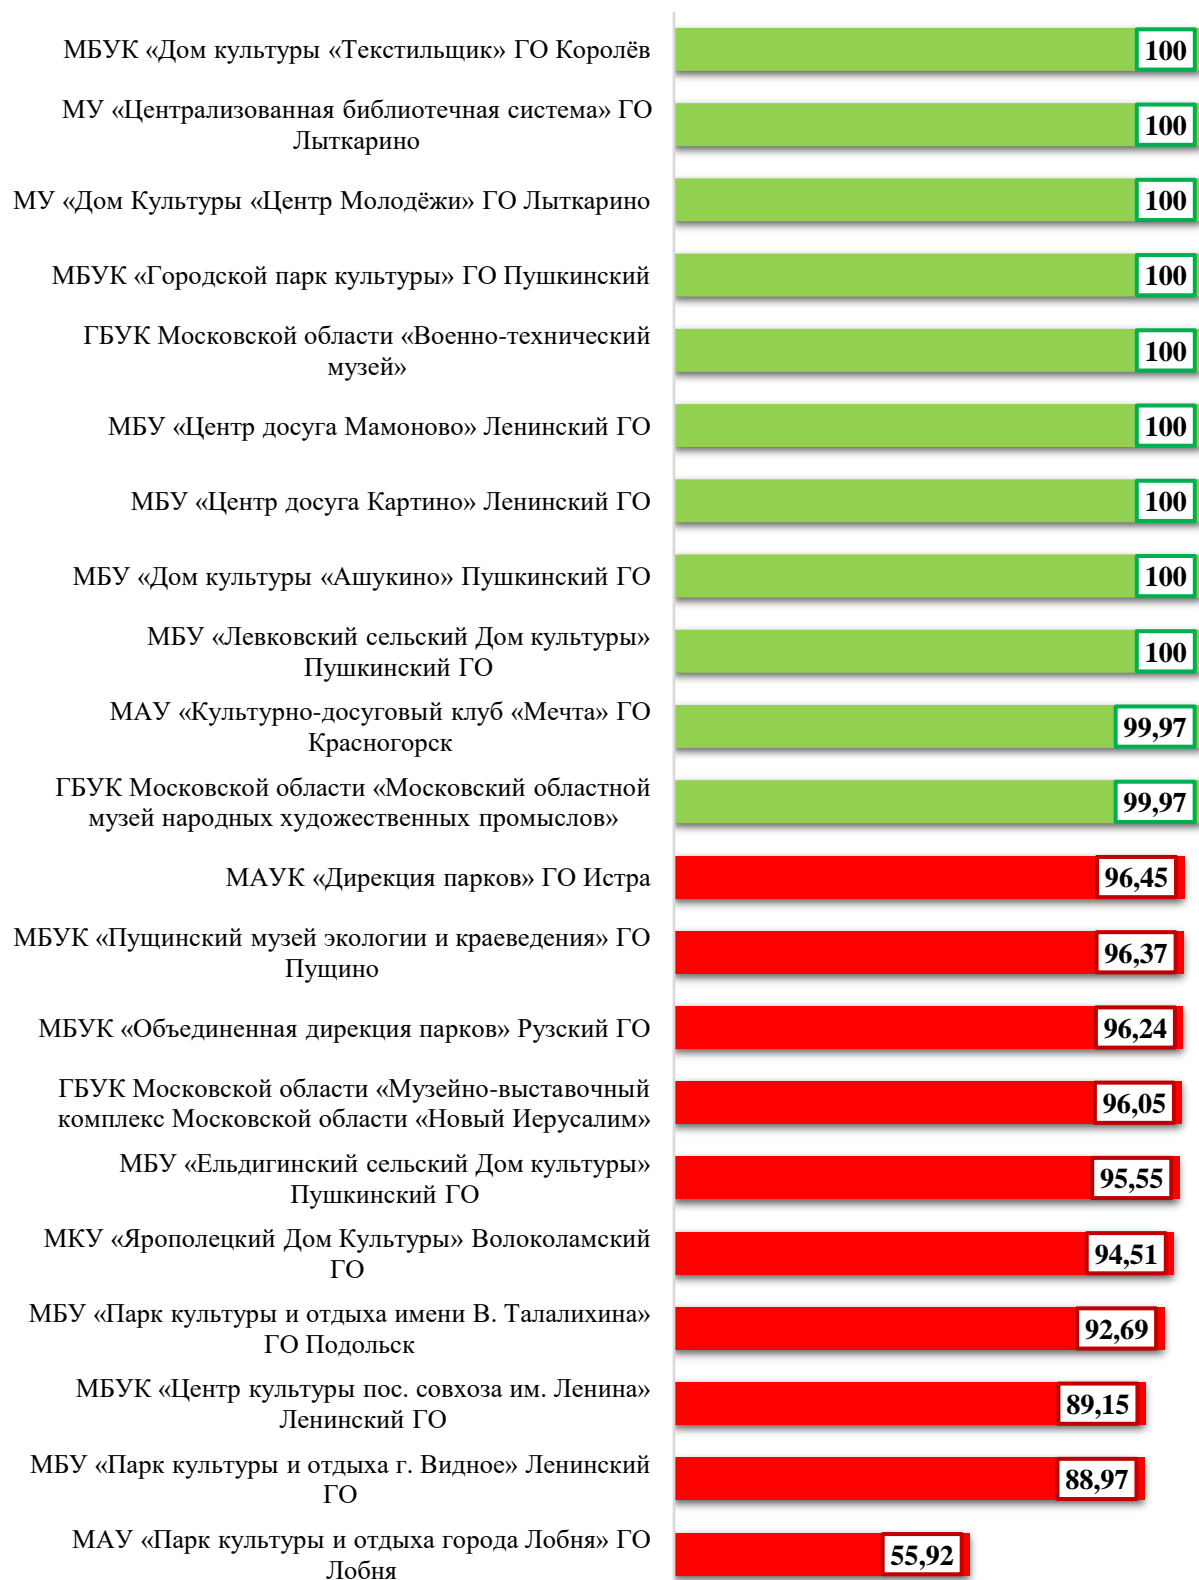 МБУК «Дом культуры «Текстильщик» ГО Королёв
100
МУ «Централизованная библиотечная система» ГО
Лыткарино
100
МУ «Дом Культуры «Центр Молодёжи» ГО Лыткарино
100
МБУК «Городской парк культуры» ГО Пушкинский
100
ГБУК Московской области «Военно-технический
музей»
100
МБУ «Центр досуга Мамоново» Ленинский ГО
100
МБУ «Центр досуга Картино» Ленинский ГО
100
МБУ «Дом культуры «Ашукино» Пушкинский ГО
100
МБУ «Левковский сельский Дом культуры»
Пушкинский ГО
100
МАУ «Культурно-досуговый клуб «Мечта» ГО
Красногорск
99,97
ГБУК Московской области «Московский областной
музей народных художественных промыслов»
99,97
МАУК «Дирекция парков» ГО Истра
96,45
МБУК «Пущинский музей экологии и краеведения» ГО
Пущино
96,37
МБУК «Объединенная дирекция парков» Рузский ГО
96,24
ГБУК Московской области «Музейно-выставочный
комплекс Московской области «Новый Иерусалим»
96,05
МБУ «Ельдигинский сельский Дом культуры»
Пушкинский ГО
95,55
МКУ «Ярополецкий Дом Культуры» Волоколамский
ГО
94,51
МБУ «Парк культуры и отдыха имени В. Талалихина»
ГО Подольск
92,69
МБУК «Центр культуры пос. совхоза им. Ленина»
Ленинский ГО
89,15
МБУ «Парк культуры и отдыха г. Видное» Ленинский
ГО
88,97
МАУ «Парк культуры и отдыха города Лобня» ГО
Лобня
55,92